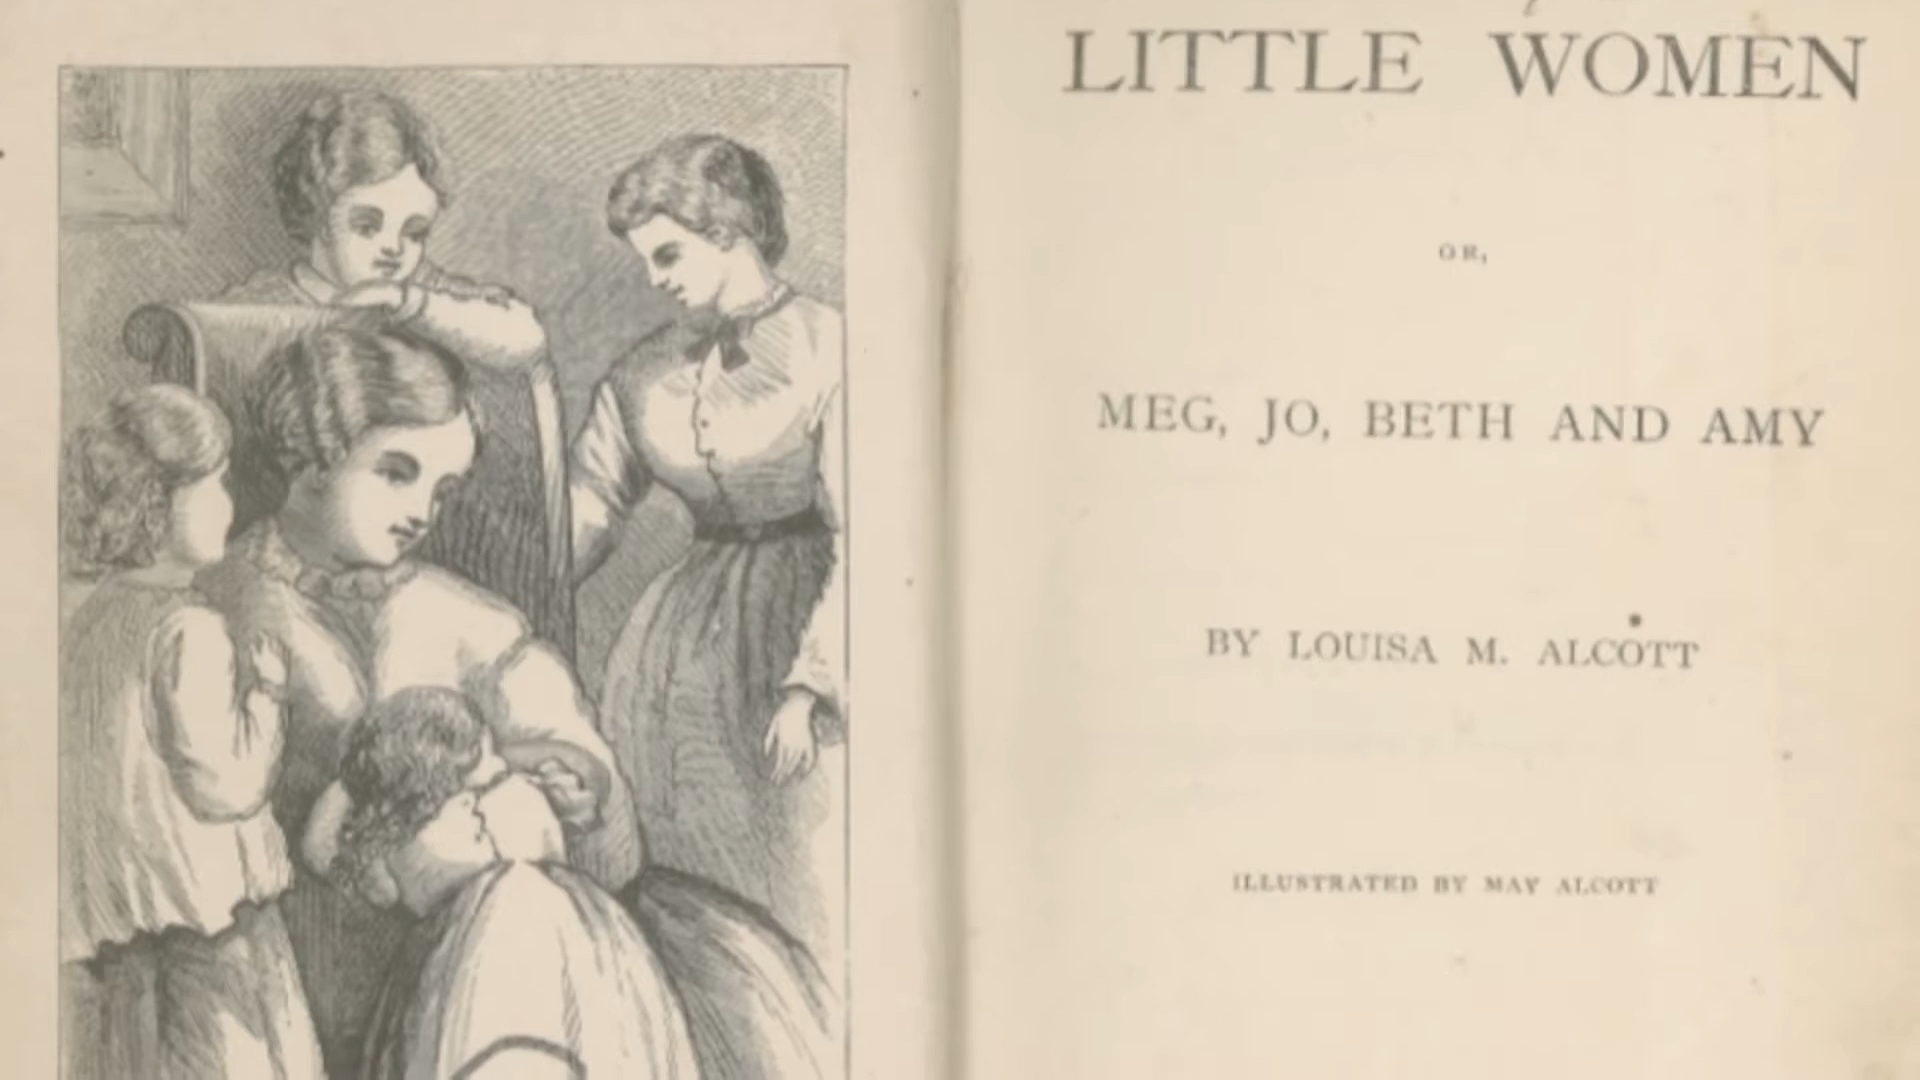 LITTLE WOMEN
OR,
MEG, JO, BETH AND AMY
BY LOUISA M. ALCOTT
ILLUSTRATED BY MAY ALCOTT